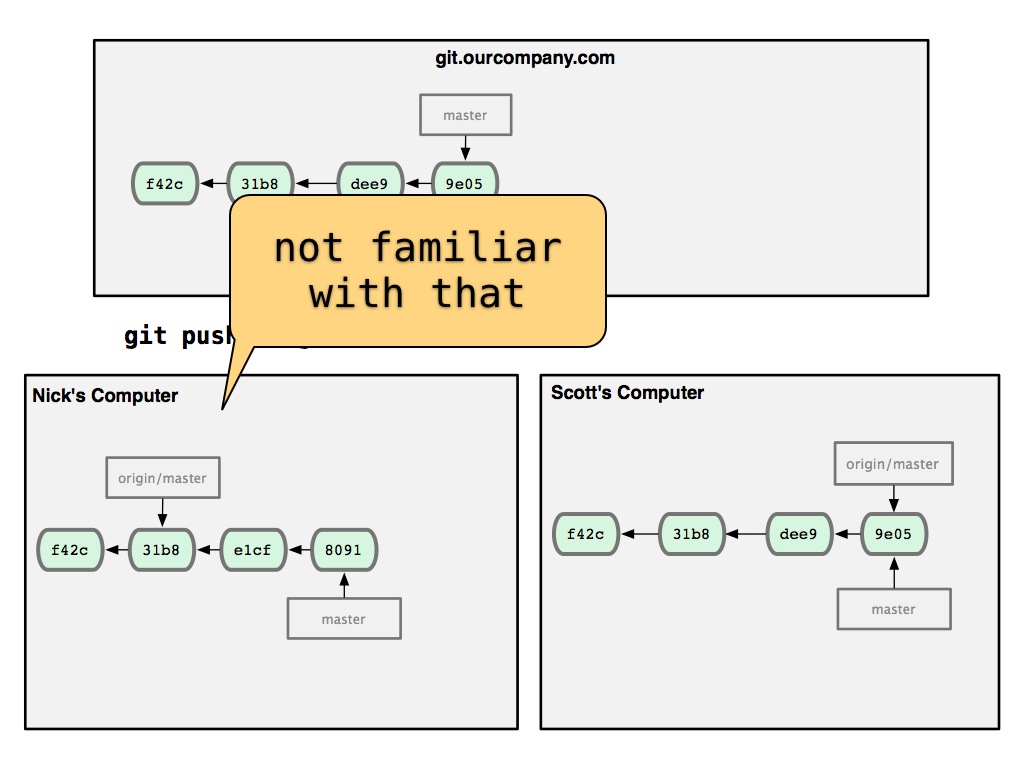 git.ourcompany.com
master
f42c
31b8
dee9
9e05
not familiar
with that
git push
Nick's Computer
origin/master
f42c
31b8
e1cf
8091
master
Scott's Computer
origin/master
f42c
31b8
dee9
9e05
master